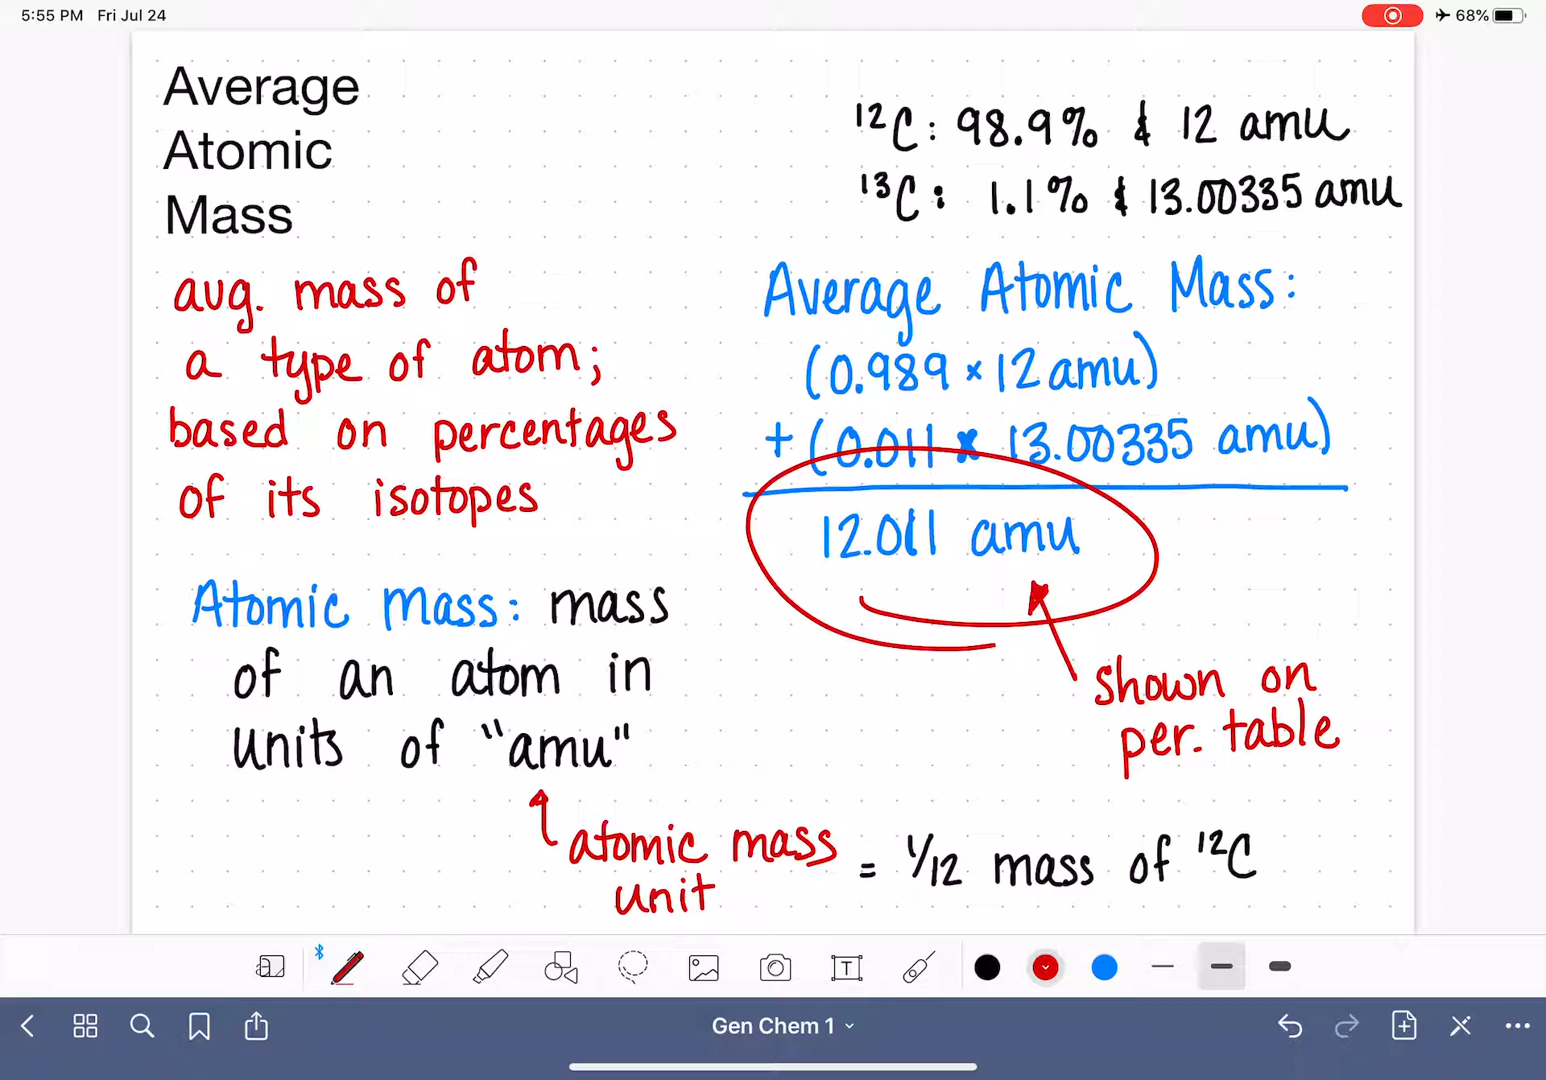 5:55 PM Fri Jul 24
68%
Average
Atomic
Mass
avg. mass of
a type of atom;
based on percentages
of its isotopes
Atomic Mass: mass
of an atom in
units of "amu"
atomic mass
unit
= 1/12 mass of ¹²C
¹²C: 98.9% & 12 amu
¹³C: 1.1% & 13.00335 amu
Average Atomic Mass:
(0.989 × 12 amu)
+ (0.011 × 13.00335 amu)
12.011 amu
shown on
per. table
T
Gen Chem 1